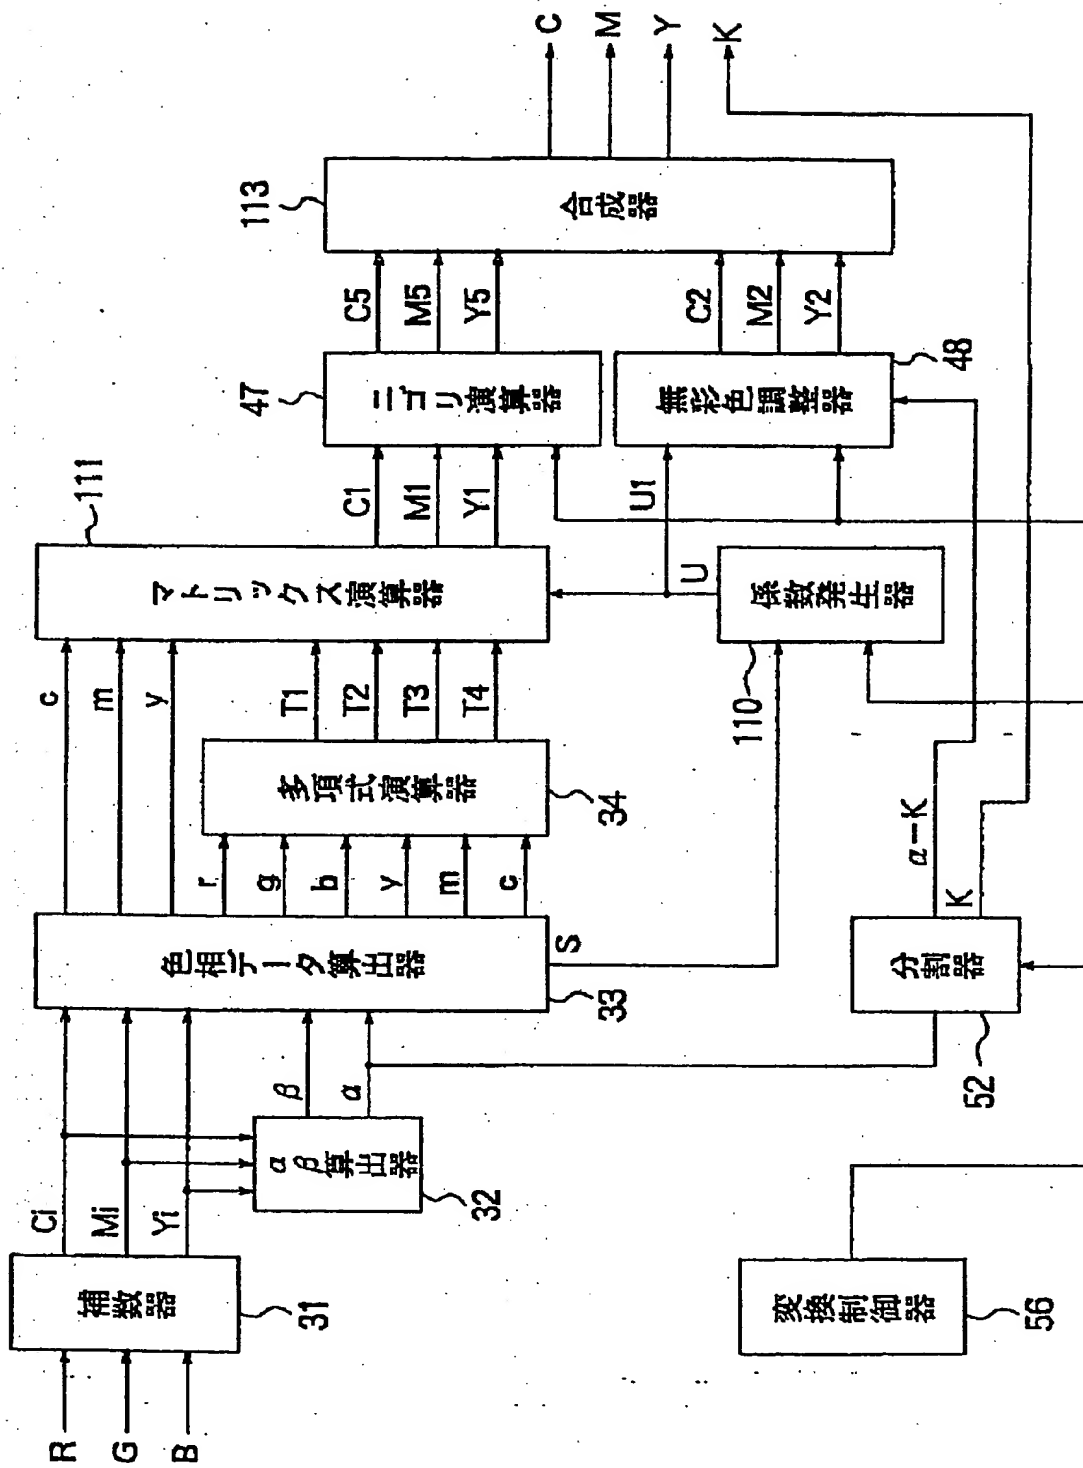 R
G
B
補数器
31
Ci
Mi
Yi
αβ算出器
32
β
α
色相データ算出器
33
S
c
m
y
r
g
b
y
m
c
多項式演算器
34
T1
T2
T3
T4
マトリックス演算器
111
C1
M1
Y1
ニゴリ演算器
47
C5
M5
Y5
合成器
113
C
M
Y
K
変換制御器
56
分割器
52
α−K
K
係数発生器
110
U
U1
無彩色調整器
48
C2
M2
Y2